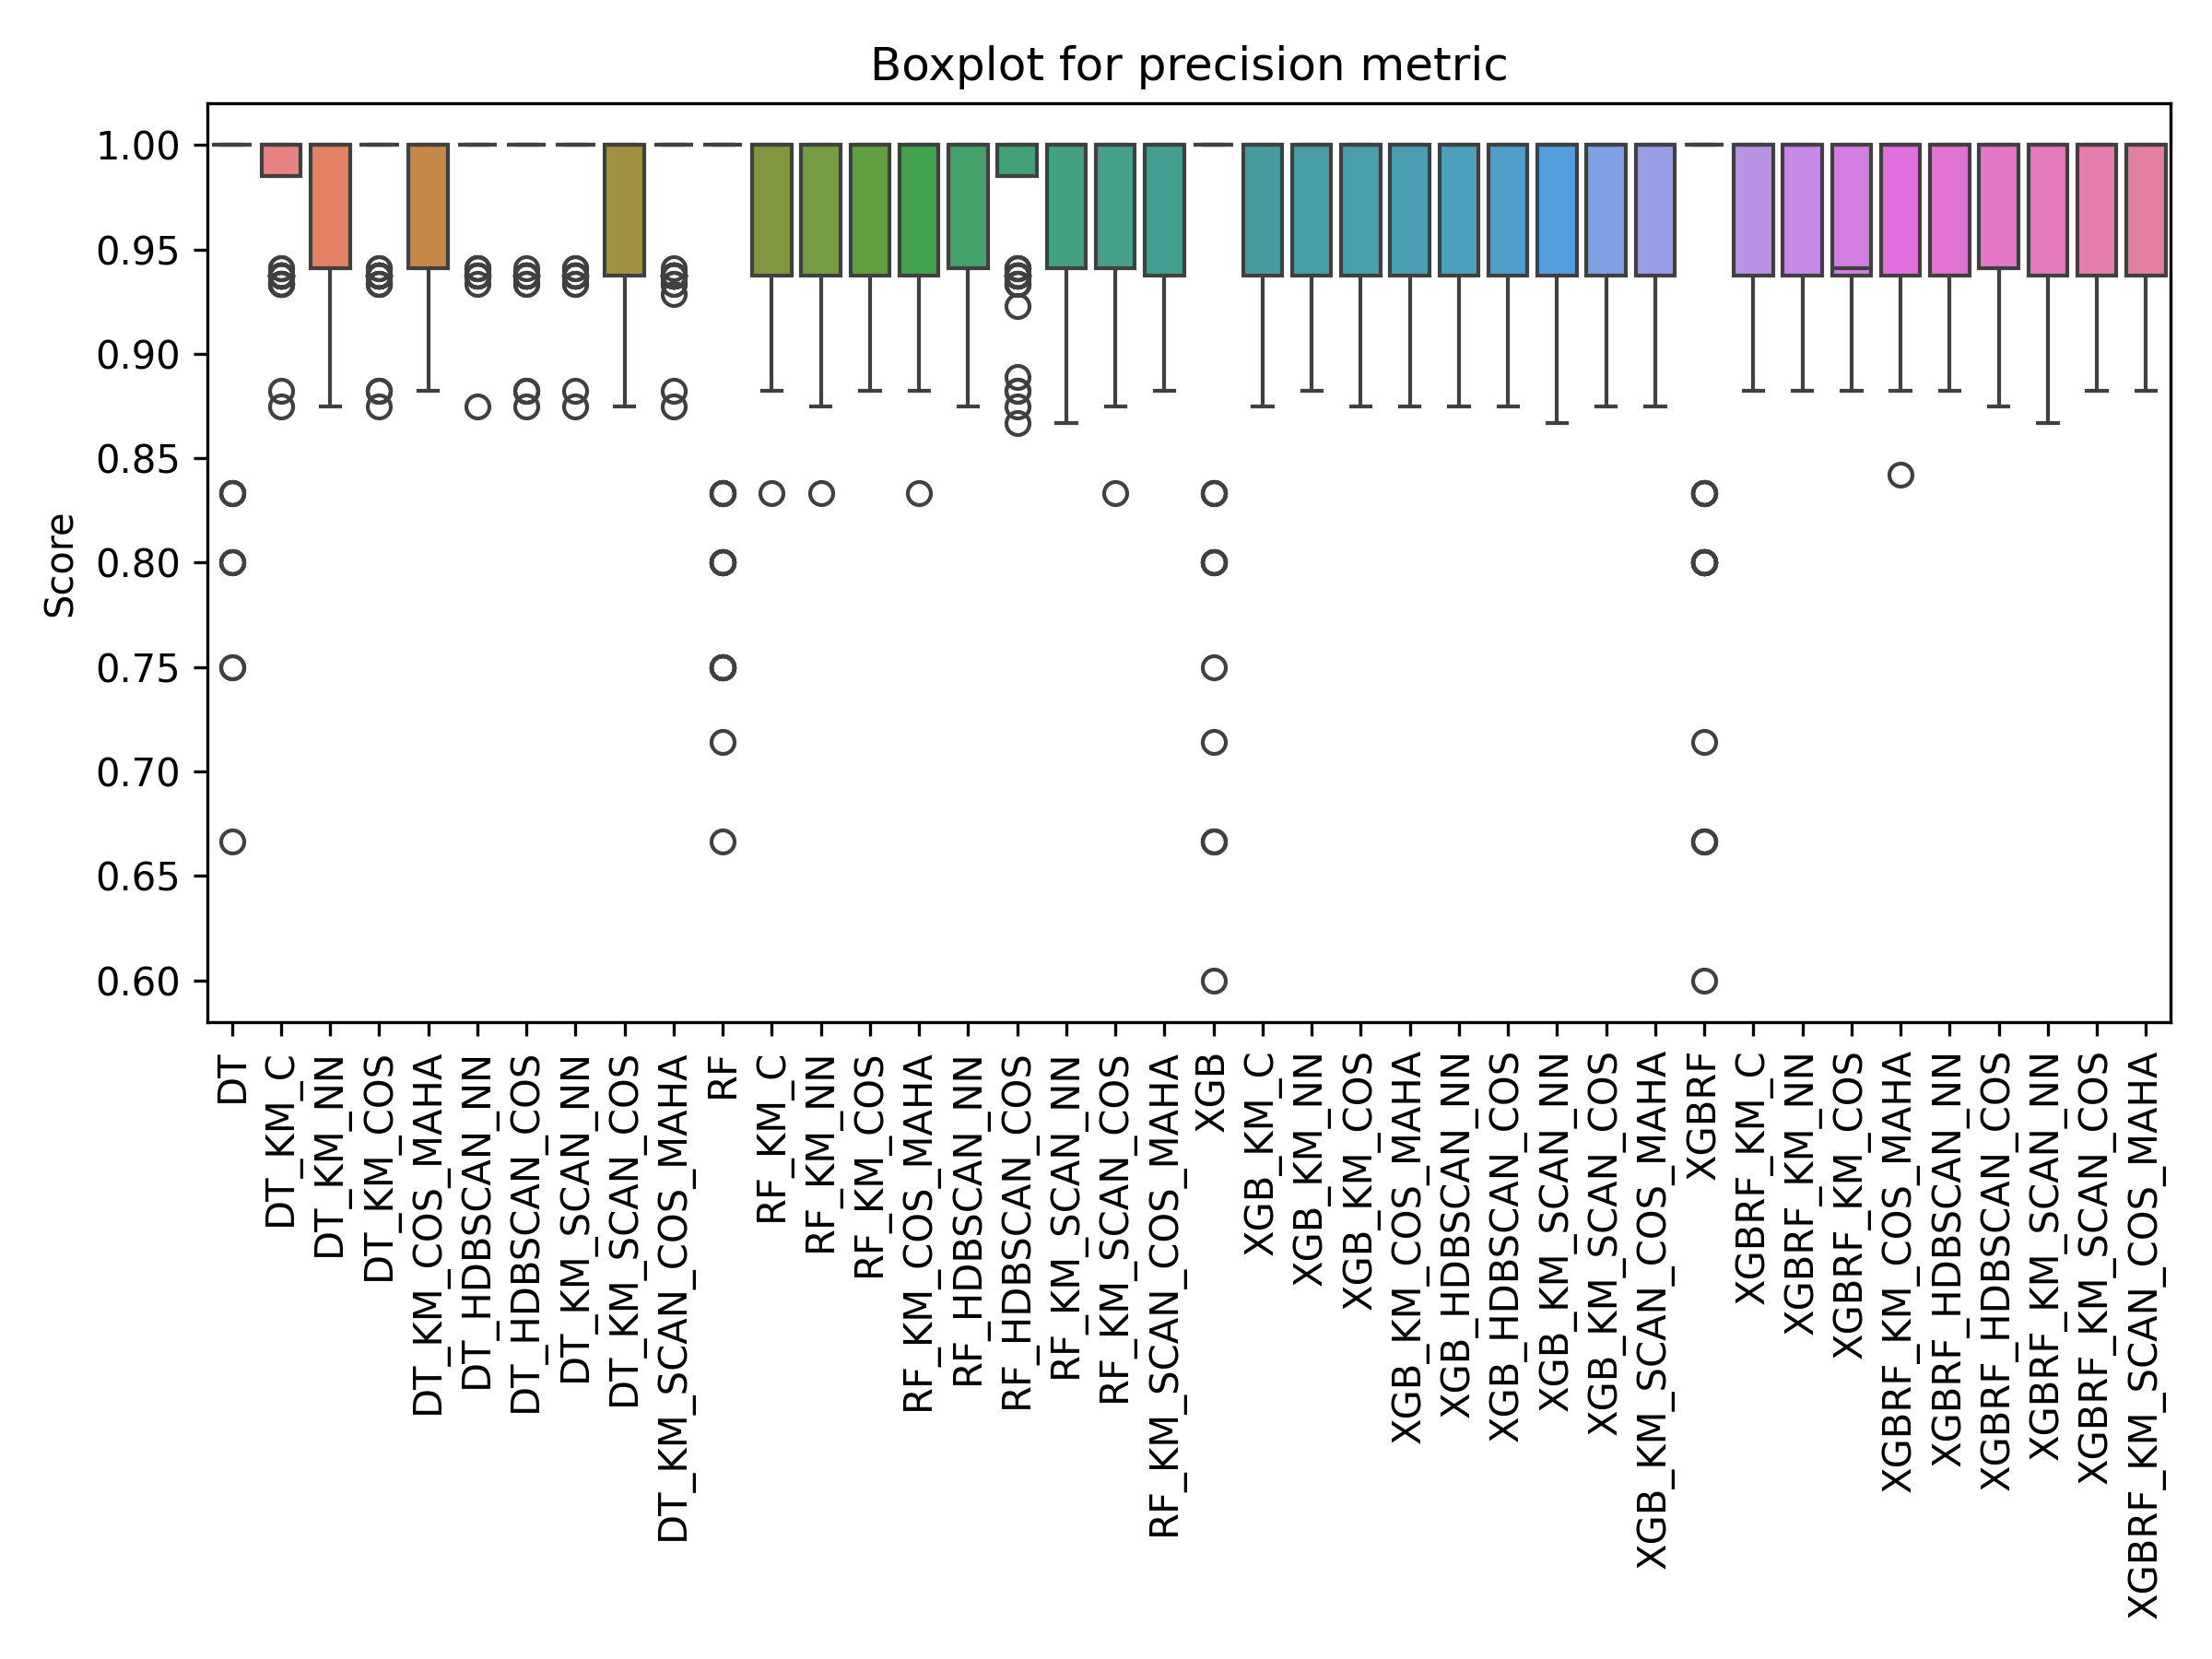 Boxplot for precision metric
1.00
0.95
0.90
0.85
0.80
0.75
0.70
0.65
0.60
Score
DT
DT_KM_C
DT_KM_NN
DT_KM_COS
DT_KM_COS_MAHA
DT_HDBSCAN_NN
DT_HDBSCAN_COS
DT_KM_SCAN_NN
DT_KM_SCAN_COS
DT_KM_SCAN_COS_MAHA
RF
RF_KM_C
RF_KM_NN
RF_KM_COS
RF_KM_COS_MAHA
RF_HDBSCAN_NN
RF_HDBSCAN_COS
RF_KM_SCAN_NN
RF_KM_SCAN_COS
RF_KM_SCAN_COS_MAHA
XGB
XGB_KM_C
XGB_KM_NN
XGB_KM_COS
XGB_KM_COS_MAHA
XGB_HDBSCAN_NN
XGB_HDBSCAN_COS
XGB_KM_SCAN_NN
XGB_KM_SCAN_COS
XGB_KM_SCAN_COS_MAHA
XGBRF
XGBRF_KM_C
XGBRF_KM_NN
XGBRF_KM_COS
XGBRF_KM_COS_MAHA
XGBRF_HDBSCAN_NN
XGBRF_HDBSCAN_COS
XGBRF_KM_SCAN_NN
XGBRF_KM_SCAN_COS
XGBRF_KM_SCAN_COS_MAHA